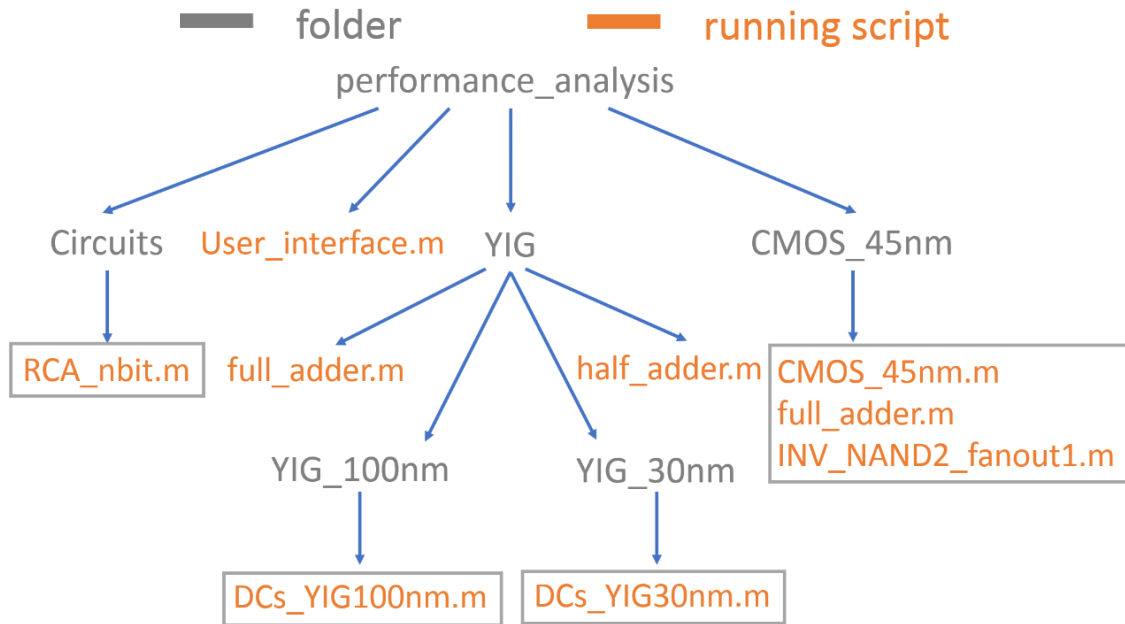 folder
running script
performance_analysis
Circuits
User_interface.m
YIG
CMOS_45nm
RCA_nbit.m
full_adder.m
half_adder.m
CMOS_45nm.m
full_adder.m
INV_NAND2_fanout1.m
YIG_100nm
YIG_30nm
DCs_YIG100nm.m
DCs_YIG30nm.m